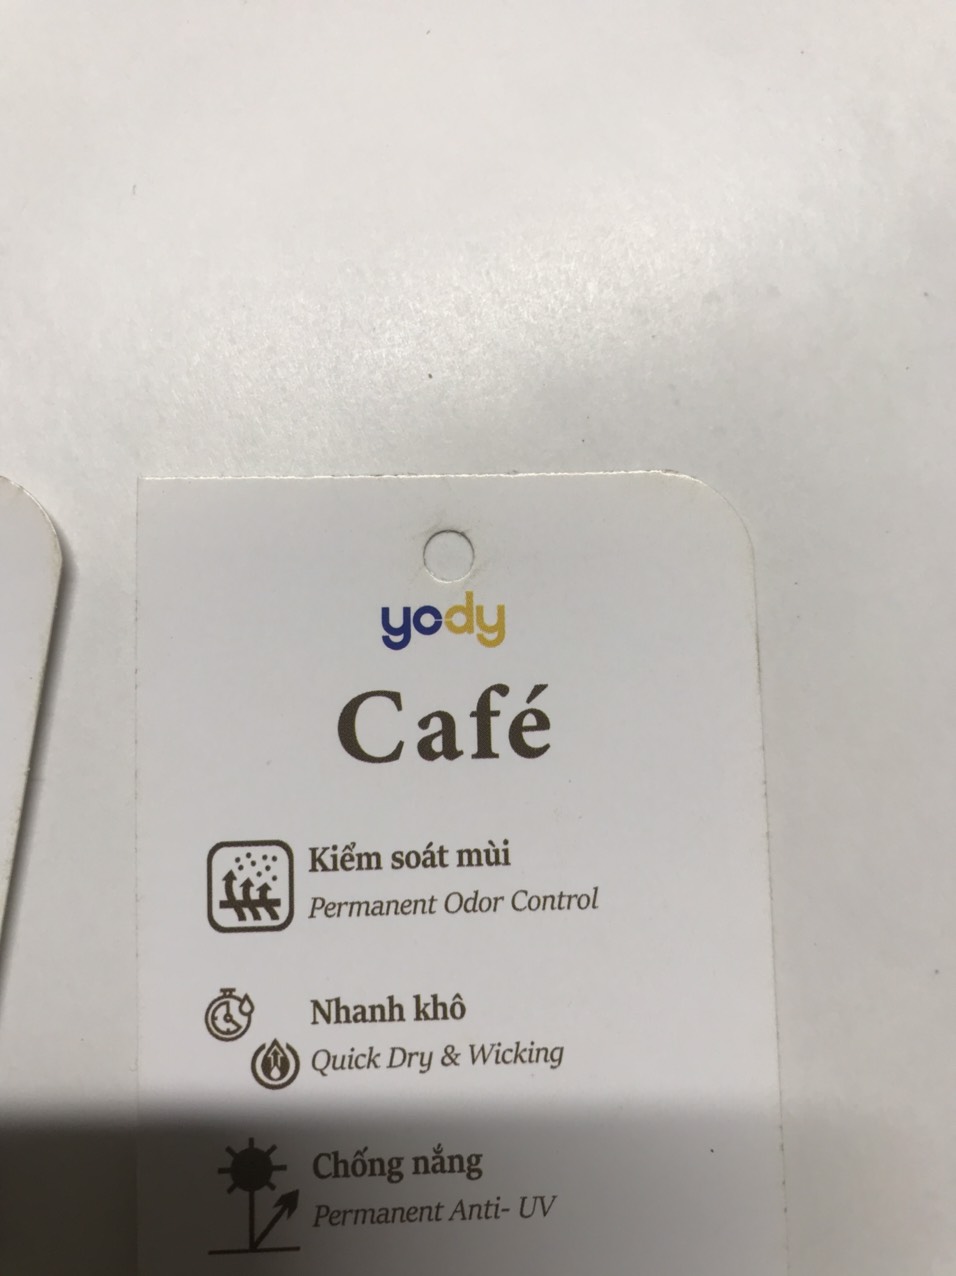 yody
Café
Kiểm soát mùi
Permanent Odor Control
Nhanh khô
Quick Dry & Wicking
Chống nắng
Permanent Anti- UV